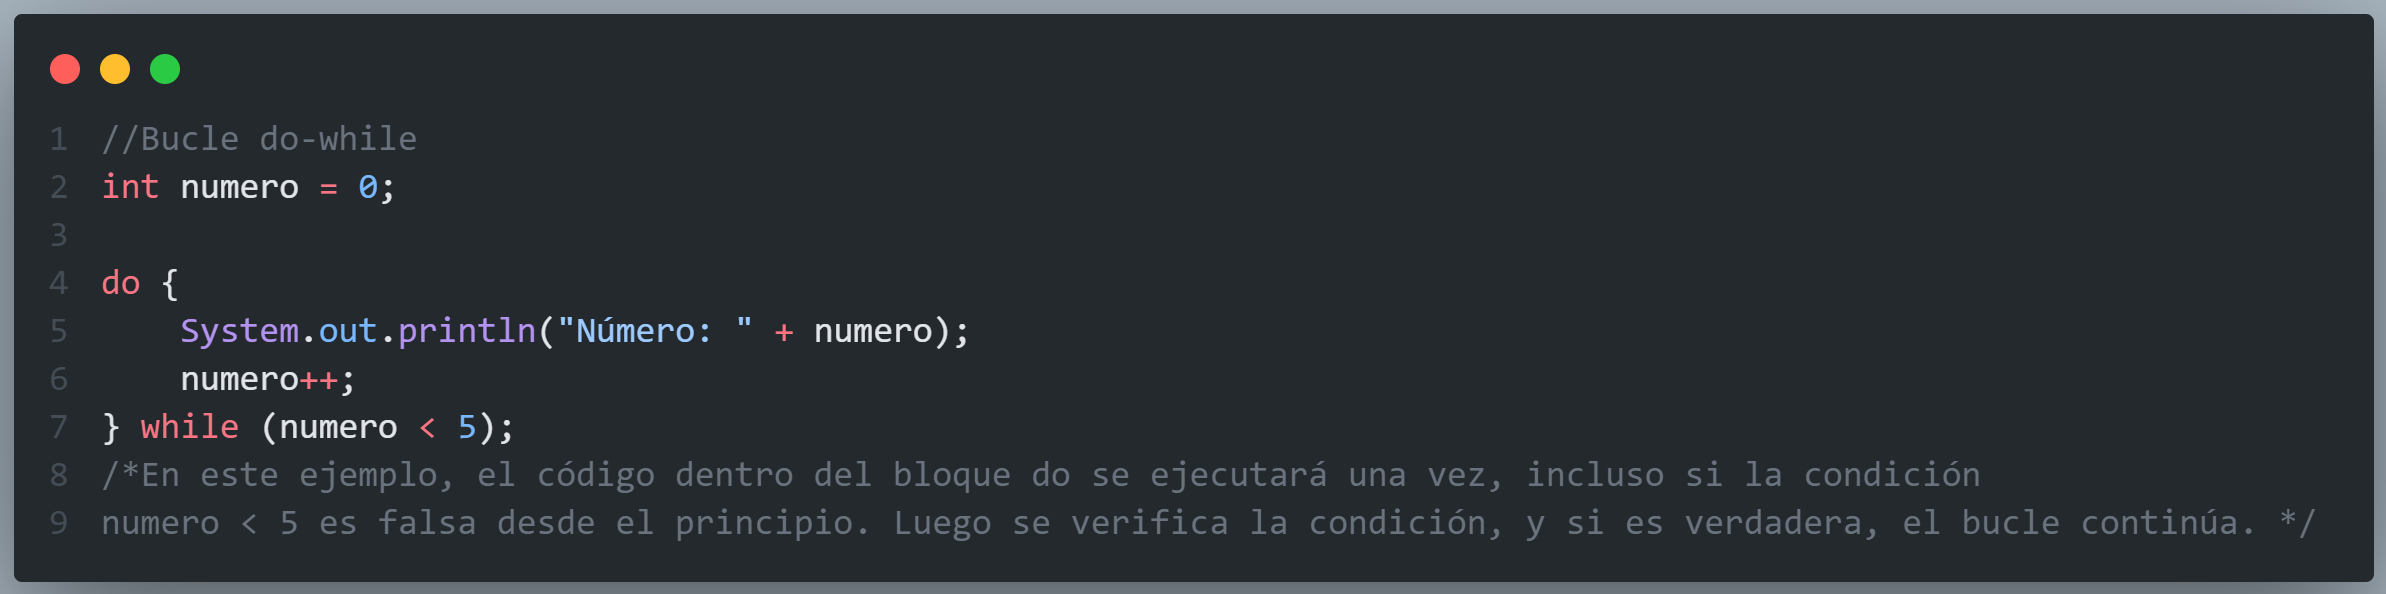 1 //Bucle do-while
2 int numero = 0;
3
4 do {
5     System.out.println("Número: " + numero);
6     numero++;
7 } while (numero < 5);
8 /*En este ejemplo, el código dentro del bloque do se ejecutará una vez, incluso si la condición
9 numero < 5 es falsa desde el principio. Luego se verifica la condición, y si es verdadera, el bucle continúa. */